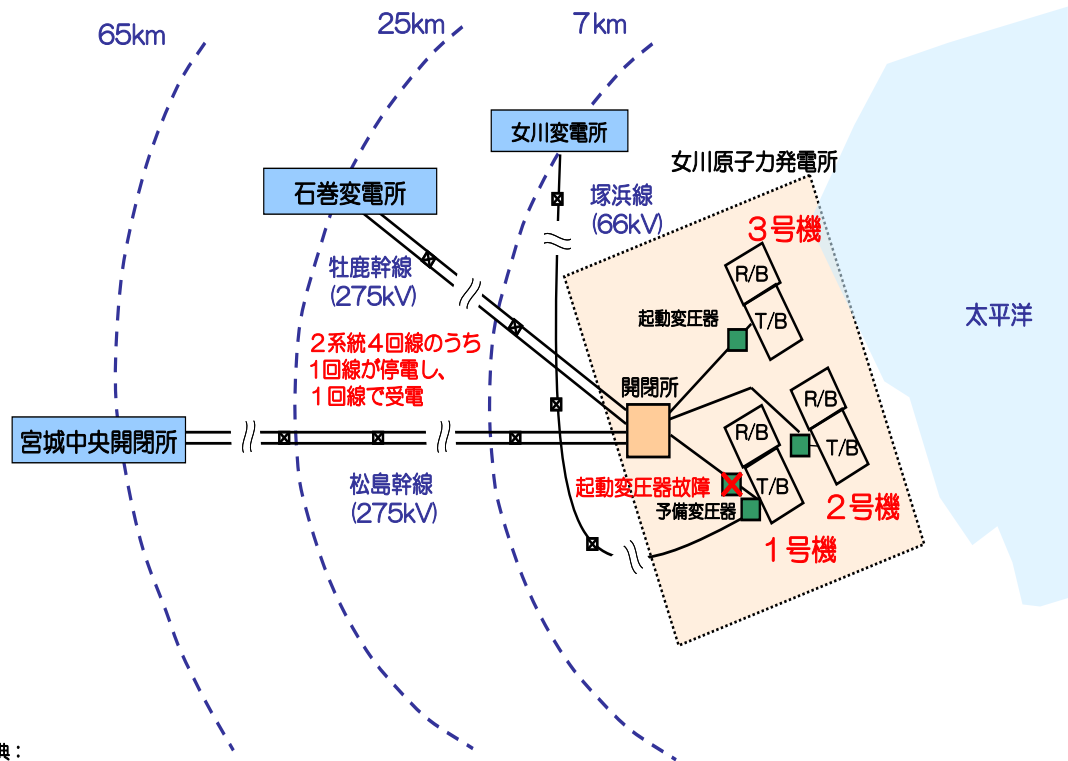 65km
25km
7km
女川変電所
女川原子力発電所
石巻変電所
塚浜線
(66kV)
3号機
R/B
T/B
牡鹿幹線
(275kV)
起動変圧器
太平洋
2系統4回線のうち
1回線が停電し、
1回線で受電
開閉所
R/B
T/B
宮城中央開閉所
R/B
T/B
松島幹線
(275kV)
起動変圧器故障
予備変圧器
2号機
1号機
典：